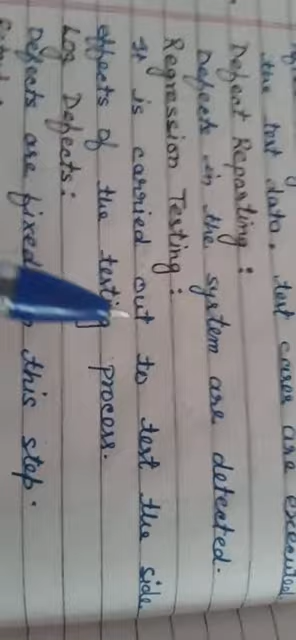 the test data, test cases are executed.
Defect Reporting:
Defects in the system are detected.
Regression Testing:
It is carried out to test the side
effects of the testing process.
Log Defects:
Defects are fixed this step.